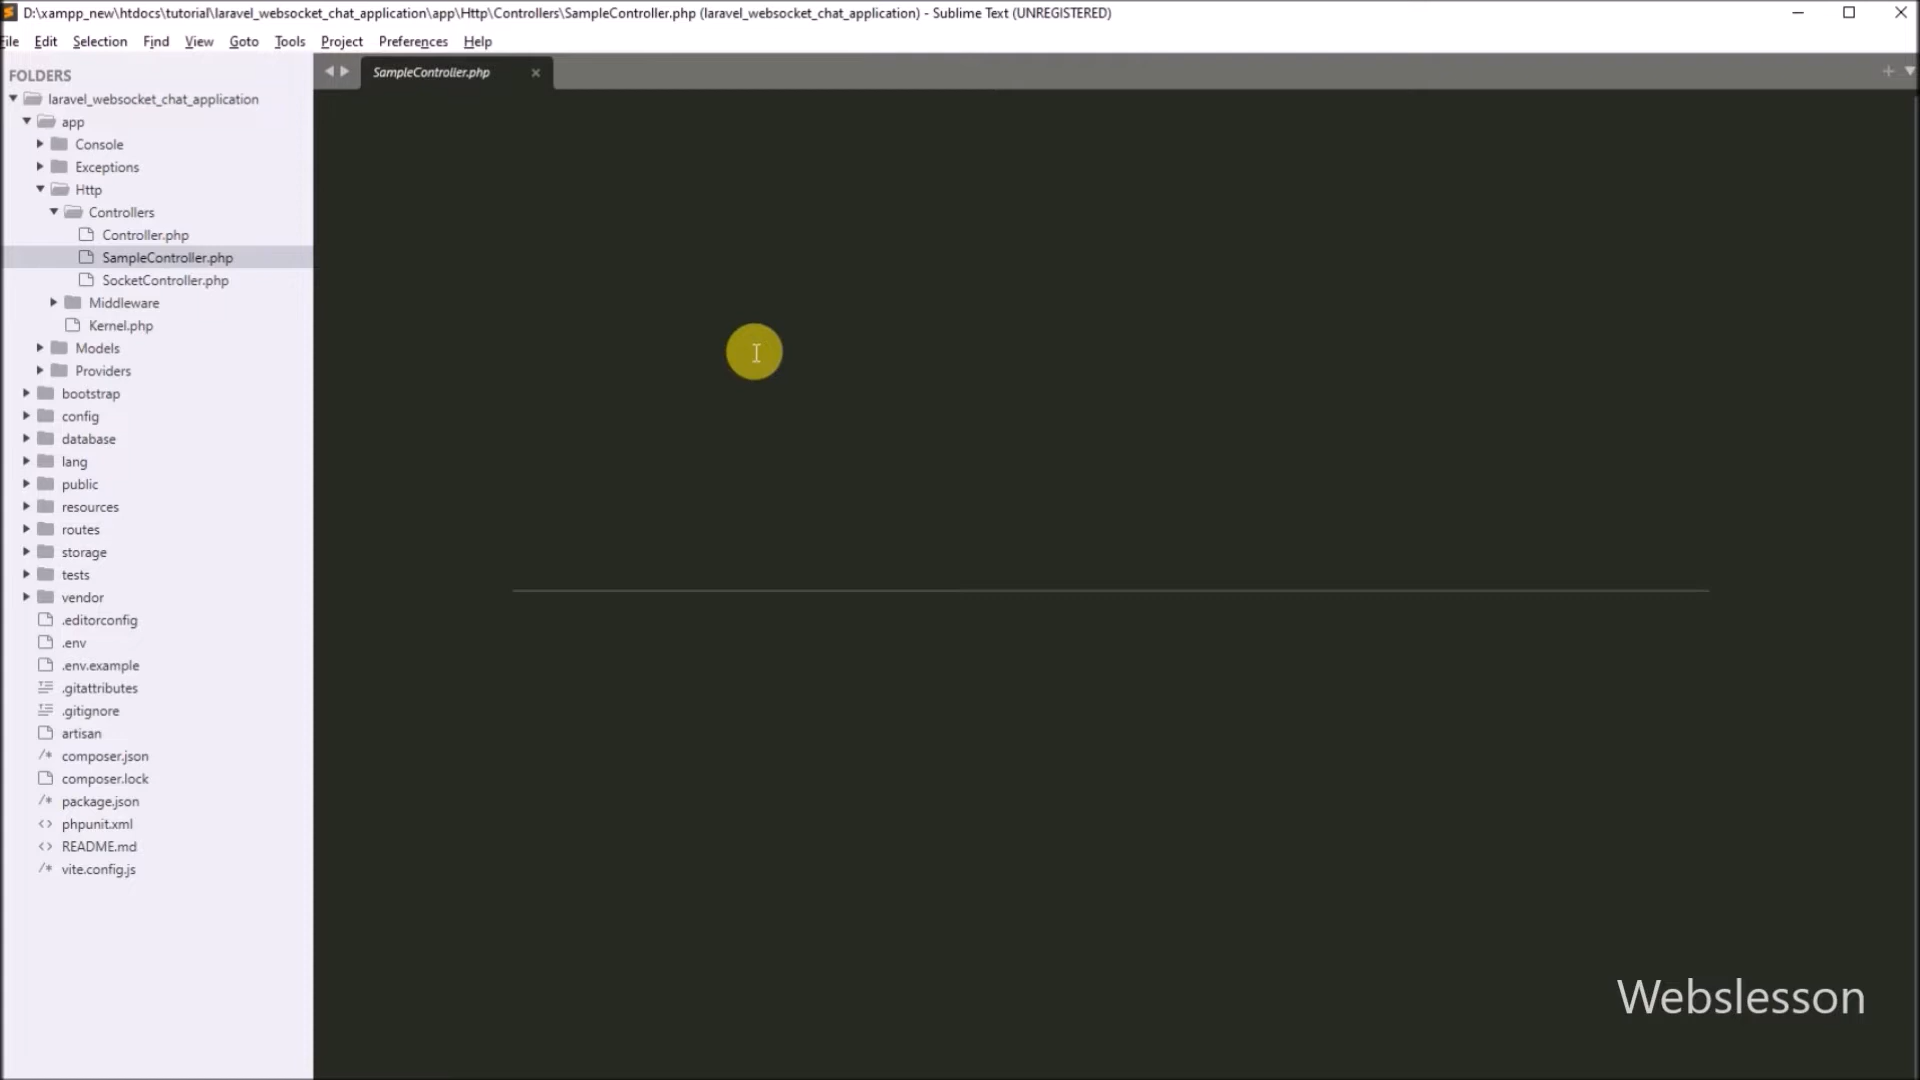 D:\xampp_new\htdocs\tutorial\laravel_websocket_chat_application\app\Http\Controllers\SampleController.php (laravel_websocket_chat_application) - Sublime Text (UNREGISTERED)
File Edit Selection Find View Goto Tools Project Preferences Help
FOLDERS
SampleController.php
laravel_websocket_chat_application
app
Console
Exceptions
Http
Controllers
Controller.php
SampleController.php
SocketController.php
Middleware
Kernel.php
Models
Providers
bootstrap
config
database
lang
public
resources
routes
storage
tests
vendor
.editorconfig
.env
.env.example
.gitattributes
.gitignore
artisan
/* composer.json
composer.lock
/* package.json
<> phpunit.xml
<> README.md
/* vite.config.js
Webslesson